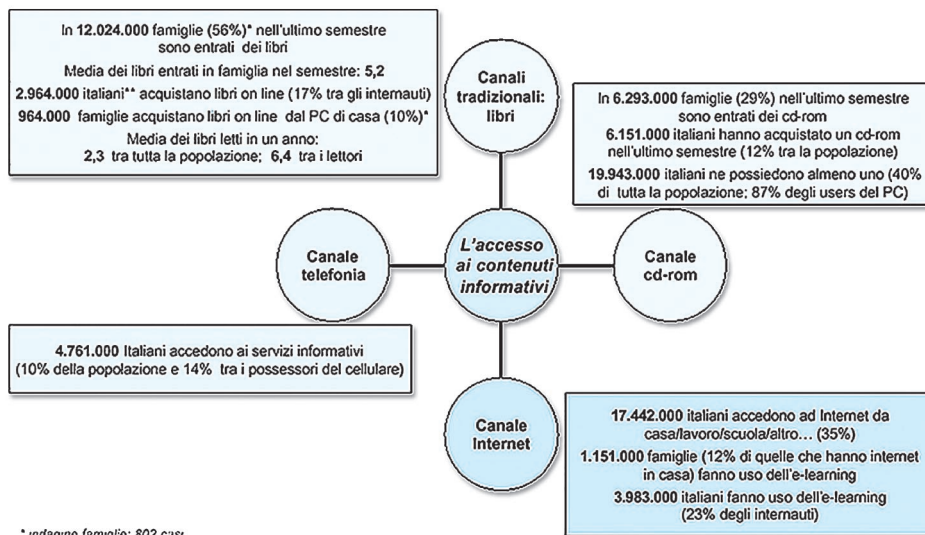 In 12.024.000 famiglie (56%)* nell'ultimo semestre
sono entrati dei libri
Media dei libri entrati in famiglia nel semestre: 5,2
2.964.000 italiani** acquistano libri on line (17% tra gli internauti)
964.000 famiglie acquistano libri on line dal PC di casa (10%)*
Media dei libri letti in un anno:
2,3 tra tutta la popolazione; 6,4 tra i lettori
Canali
tradizionali:
libri
In 6.293.000 famiglie (29%) nell'ultimo semestre
sono entrati dei cd-rom
6.151.000 italiani hanno acquistato un cd-rom
nell'ultimo semestre (12% tra la popolazione)
19.943.000 italiani ne possiedono almeno uno (40%
di tutta la popolazione; 87% degli users del PC)
Canale
telefonia
L'accesso
ai contenuti
informativi
Canale
cd-rom
4.761.000 Italiani accedono ai servizi informativi
(10% della popolazione e 14% tra i possessori del cellulare)
Canale
Internet
17.442.000 italiani accedono ad Internet da
casa/lavoro/scuola/altro... (35%)
1.151.000 famiglie (12% di quelle che hanno internet
in casa) fanno uso dell'e-learning
3.983.000 italiani fanno uso dell'e-learning
(23% degli internauti)
* indagine famiglie: 802 casi